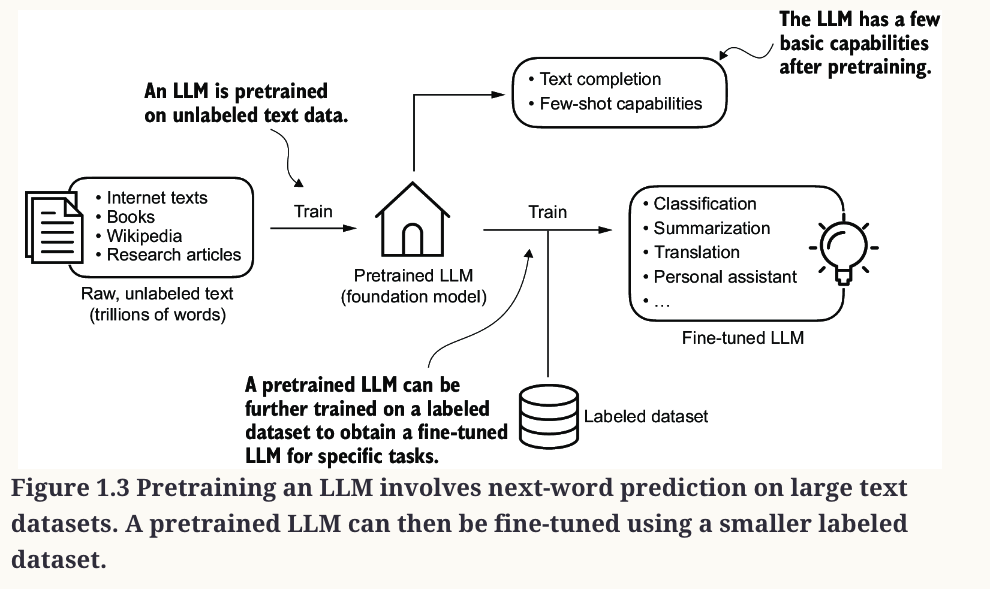 The LLM has a few
basic capabilities
after pretraining.
• Text completion
• Few-shot capabilities
An LLM is pretrained
on unlabeled text data.
• Internet texts
• Books
• Wikipedia
• Research articles
Raw, unlabeled text
(trillions of words)
Train
Pretrained LLM
(foundation model)
Train
• Classification
• Summarization
• Translation
• Personal assistant
• ...
Fine-tuned LLM
A pretrained LLM can be
further trained on a labeled
dataset to obtain a fine-tuned
LLM for specific tasks.
Labeled dataset
Figure 1.3 Pretraining an LLM involves next-word prediction on large text
datasets. A pretrained LLM can then be fine-tuned using a smaller labeled
dataset.